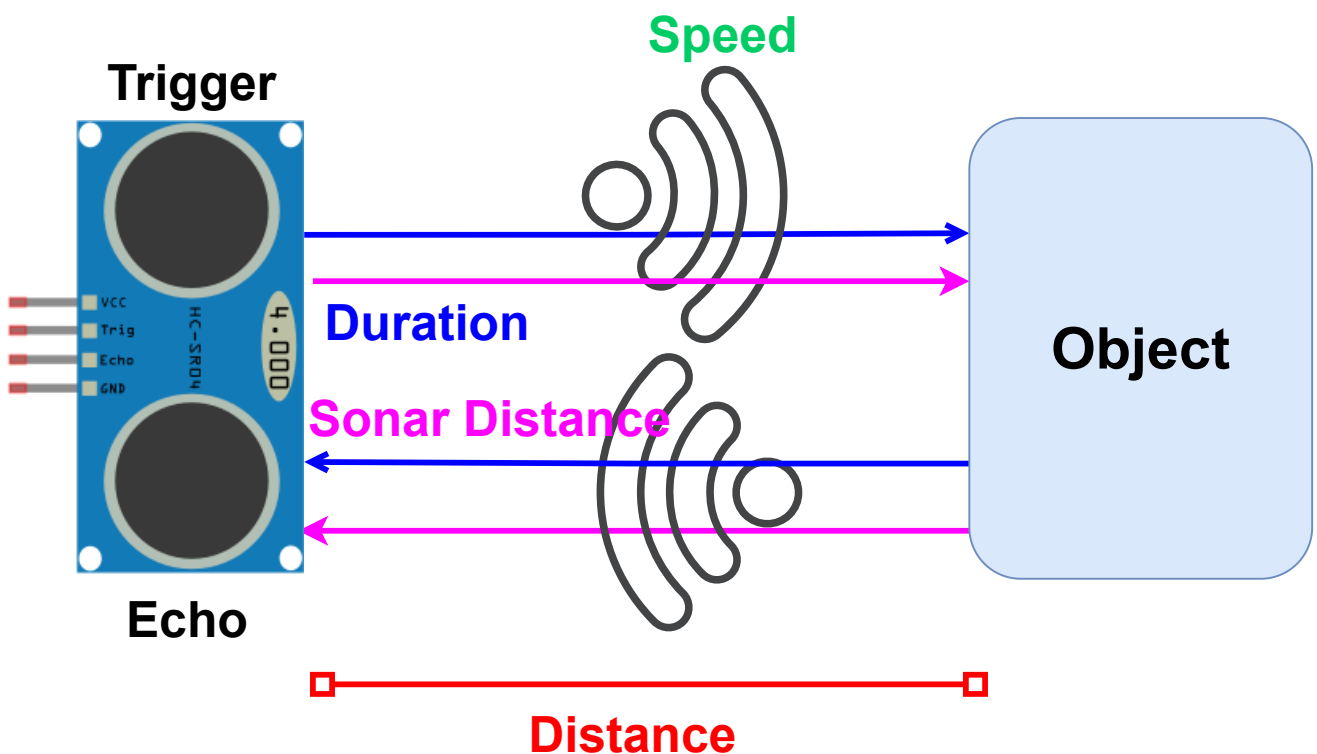 Speed
Trigger
VCC
Trig
Echo
GND
HC-SR04
4.000
Duration
Object
Sonar Distance
Echo
Distance